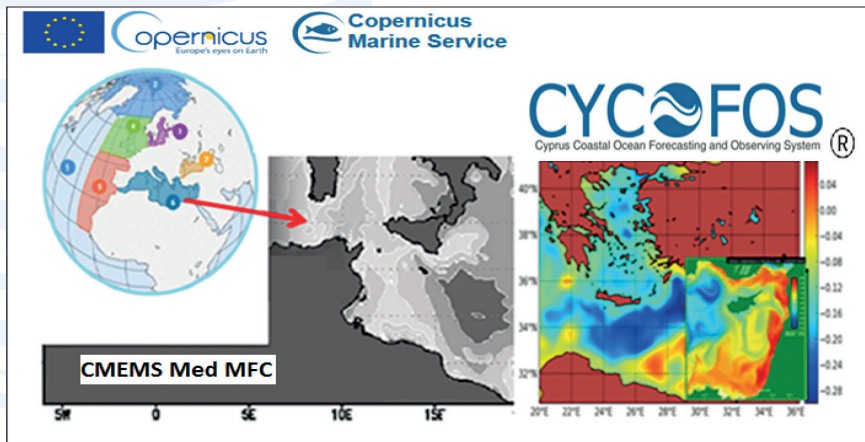 Copernicus
Europe's eyes on Earth
Copernicus
Marine Service
CYCOFOS
Cyprus Coastal Ocean Forecasting and Observing System
®
CMEMS Med MFC
5W 0 5E 10E 15E
40°N
38°N
36°N
34°N
32°N
20°E 22°E 24°E 26°E 28°E 30°E 32°E 34°E 36°E
0.04
0.00
−0.04
−0.08
−0.12
−0.16
−0.20
−0.24
−0.28